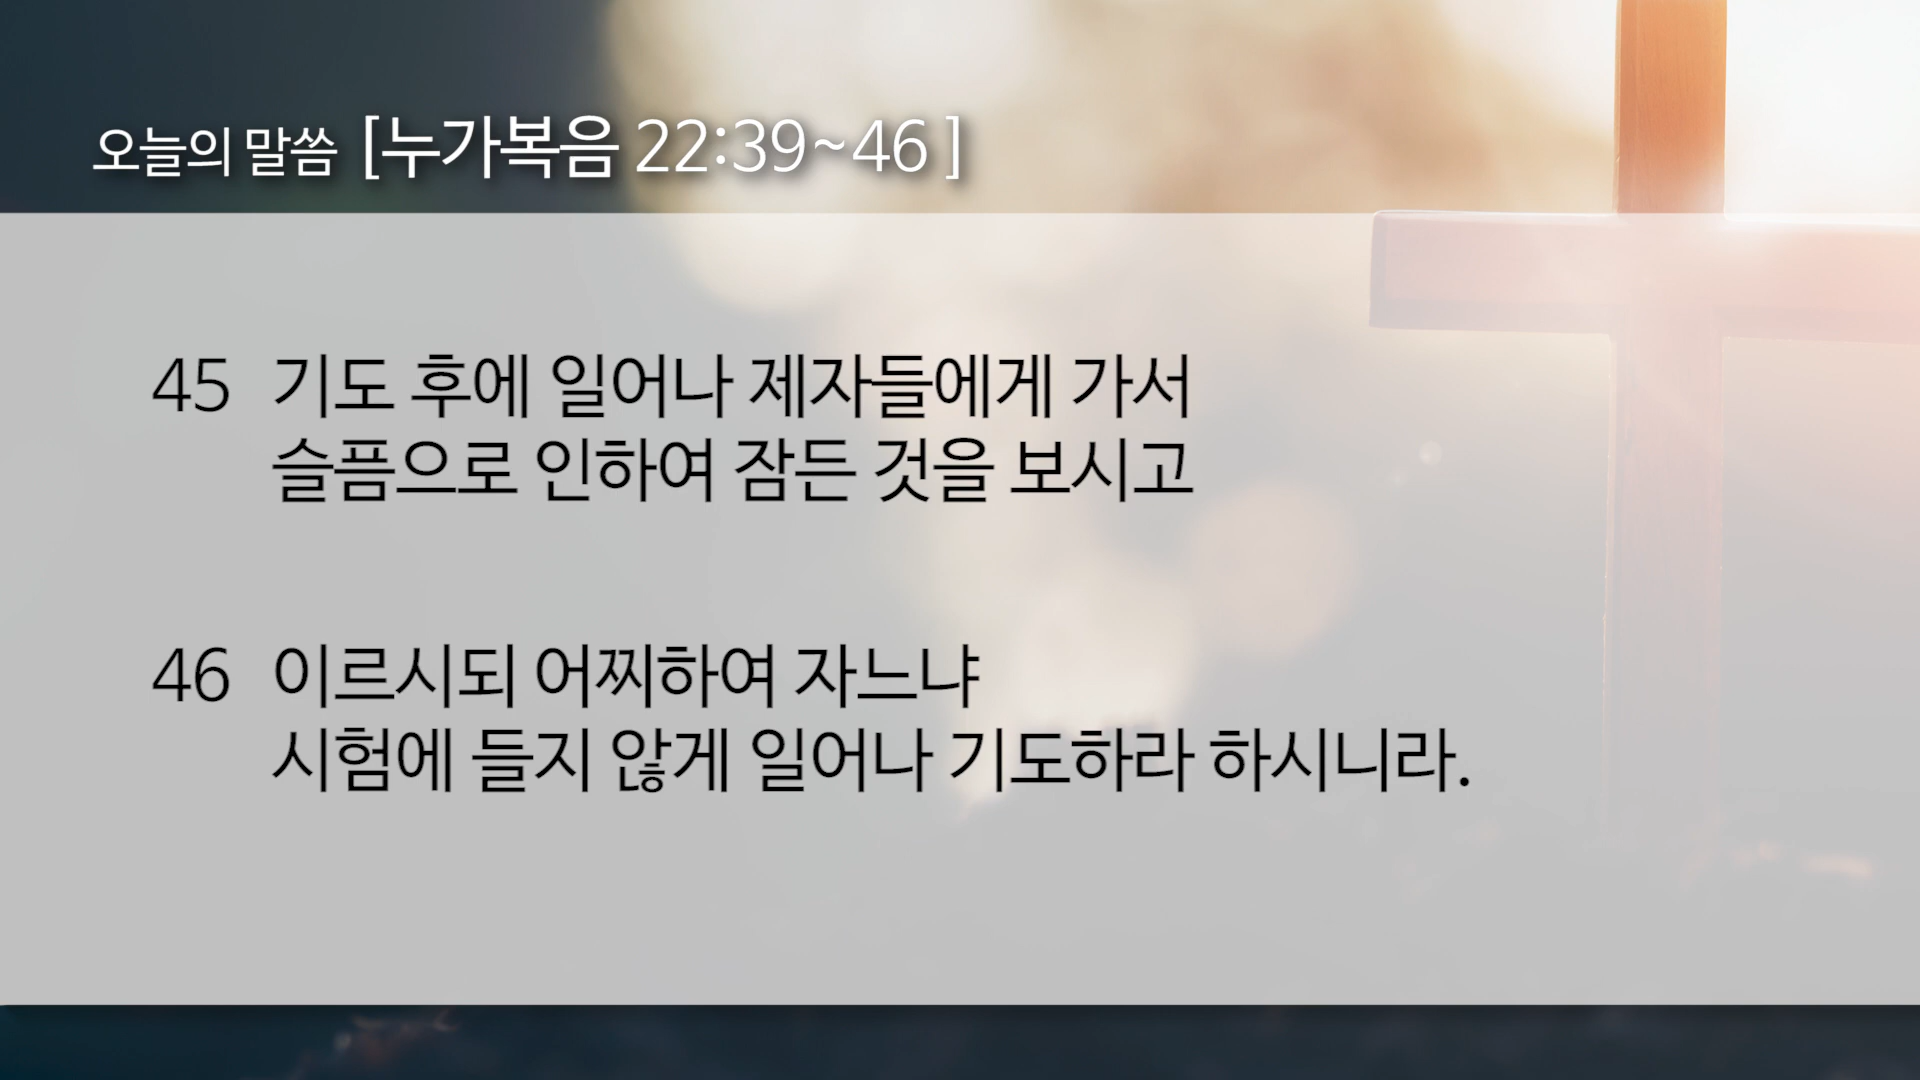 오늘의 말씀 [누가복음 22:39~46 ]
45 기도 후에 일어나 제자들에게 가서
슬픔으로 인하여 잠든 것을 보시고
46 이르시되 어찌하여 자느냐
시험에 들지 않게 일어나 기도하라 하시니라.